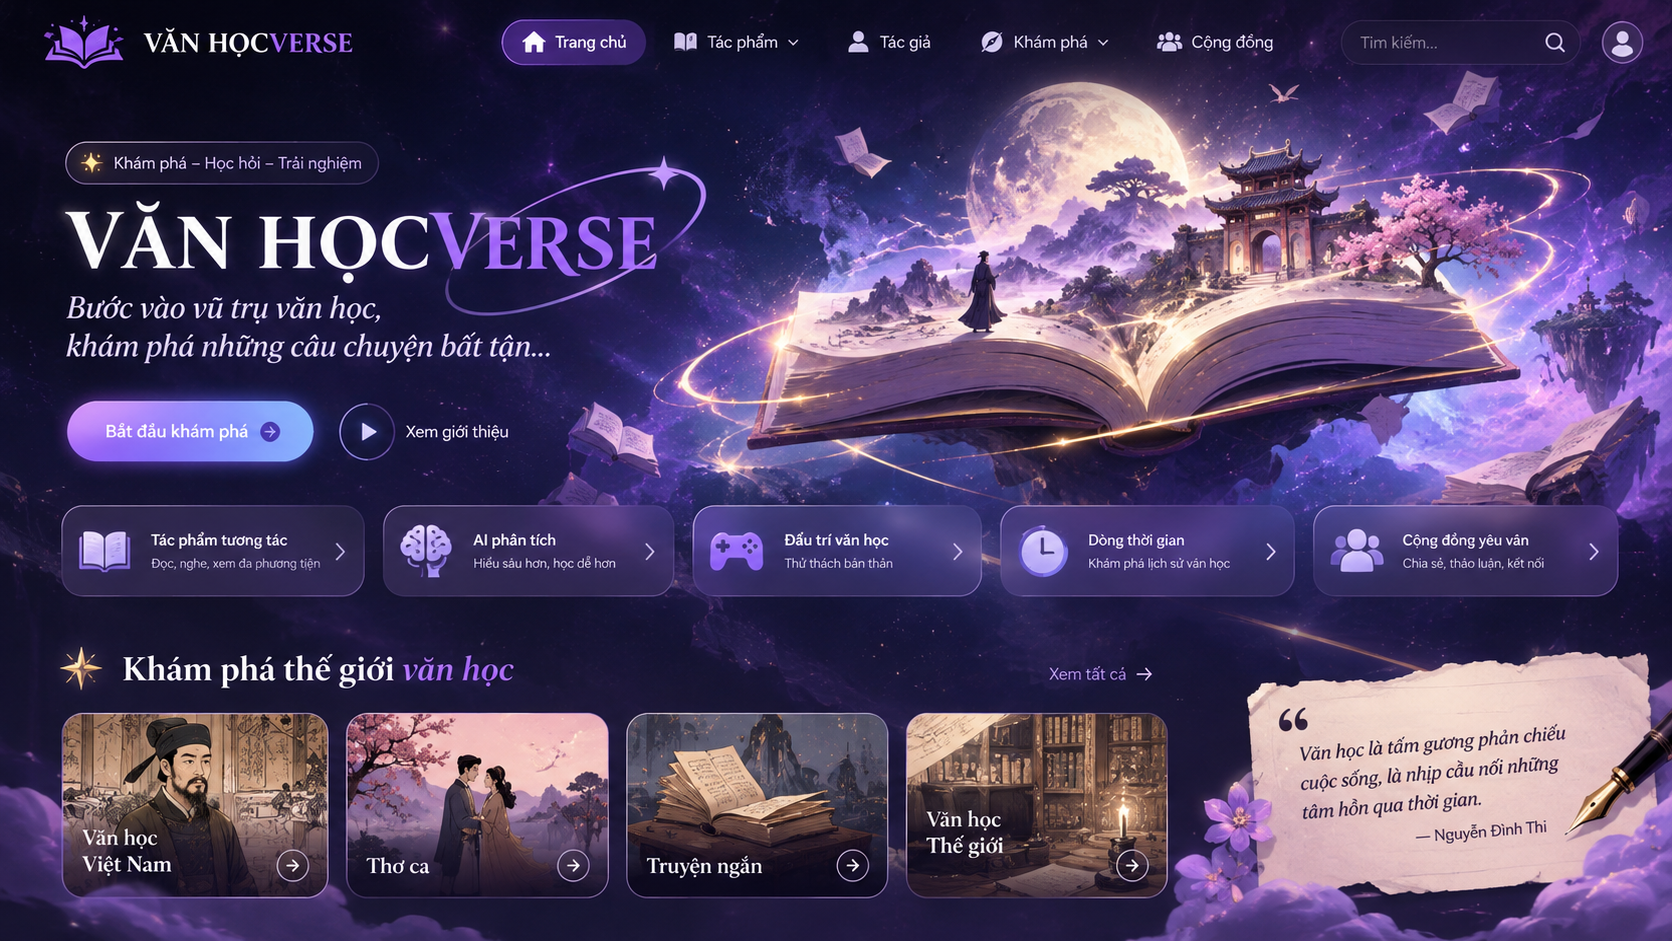 VĂN HỌCVERSE
Trang chủ
Tác phẩm
Tác giả
Khám phá
Cộng đồng
Tìm kiếm...
Khám phá – Học hỏi – Trải nghiệm
VĂN HỌCVERSE
Bước vào vũ trụ văn học,
khám phá những câu chuyện bất tận...
Bắt đầu khám phá
Xem giới thiệu
Tác phẩm tương tác
Đọc, nghe, xem đa phương tiện
AI phân tích
Hiểu sâu hơn, học dễ hơn
Đấu trí văn học
Thử thách bản thân
Dòng thời gian
Khám phá lịch sử văn học
Cộng đồng yêu văn
Chia sẻ, thảo luận, kết nối
Khám phá thế giới văn học
Xem tất cả
Văn học
Việt Nam
Thơ ca
Truyện ngắn
Văn học
Thế giới
“
Văn học là tấm gương phản chiếu
cuộc sống, là nhịp cầu nối những
tâm hồn qua thời gian.
— Nguyễn Đình Thi